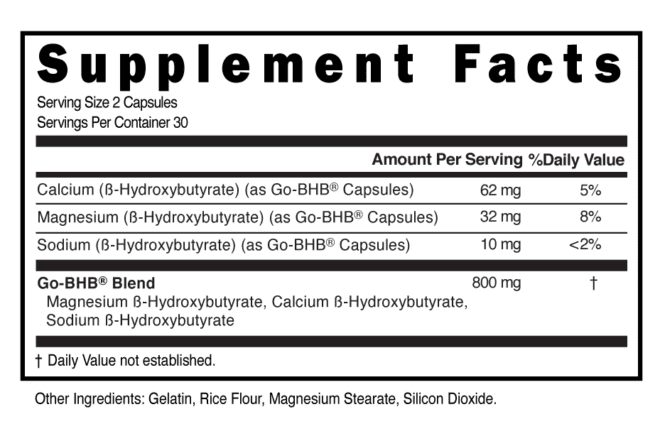 Supplement Facts
Serving Size 2 Capsules
Servings Per Container 30
Amount Per Serving %Daily Value
Calcium (ß-Hydroxybutyrate) (as Go-BHB® Capsules) 62 mg 5%
Magnesium (ß-Hydroxybutyrate) (as Go-BHB® Capsules) 32 mg 8%
Sodium (ß-Hydroxybutyrate) (as Go-BHB® Capsules) 10 mg <2%
Go-BHB® Blend 800 mg †
Magnesium ß-Hydroxybutyrate, Calcium ß-Hydroxybutyrate,
Sodium ß-Hydroxybutyrate
† Daily Value not established.
Other Ingredients: Gelatin, Rice Flour, Magnesium Stearate, Silicon Dioxide.